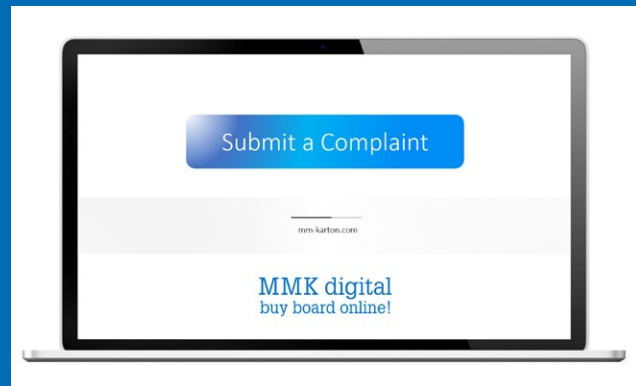 Submit a Complaint
mm-karton.com
MMK digital
buy board online!